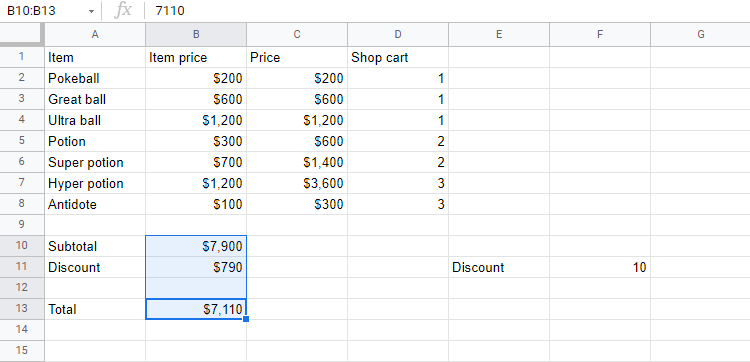 B10:B13 fx 7110
A B C D E F G
1 Item Item price Price Shop cart
2 Pokeball $200 $200 1
3 Great ball $600 $600 1
4 Ultra ball $1,200 $1,200 1
5 Potion $300 $600 2
6 Super potion $700 $1,400 2
7 Hyper potion $1,200 $3,600 3
8 Antidote $100 $300 3
9
10 Subtotal $7,900
11 Discount $790 Discount 10
12
13 Total $7,110
14
15